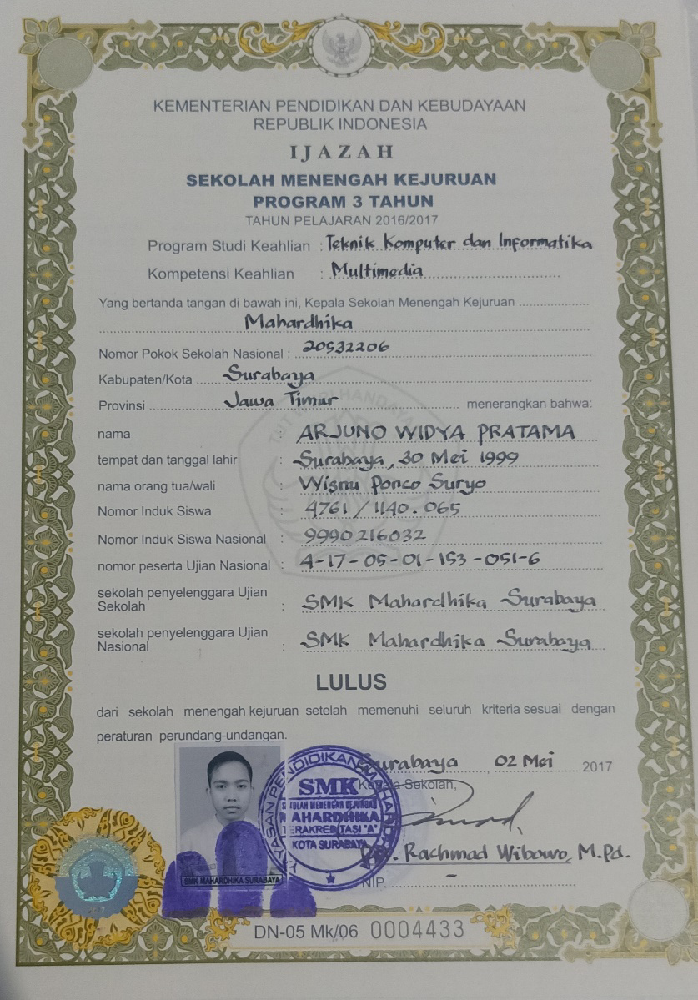 KEMENTERIAN PENDIDIKAN DAN KEBUDAYAAN
REPUBLIK INDONESIA
IJAZAH
SEKOLAH MENENGAH KEJURUAN
PROGRAM 3 TAHUN
TAHUN PELAJARAN 2016/2017
Program Studi Keahlian : Teknik Komputer dan Informatika
Kompetensi Keahlian : Multimedia
Yang bertanda tangan di bawah ini, Kepala Sekolah Menengah Kejuruan
Mahardhika
Nomor Pokok Sekolah Nasional : 20532206
Kabupaten/Kota Surabaya
Provinsi Jawa Timur menerangkan bahwa:
nama : ARJUNO WIDYA PRATAMA
tempat dan tanggal lahir : Surabaya, 30 Mei 1999
nama orang tua/wali : Wisnu Ponco Suryo
Nomor Induk Siswa : 4761 / 1140.065
Nomor Induk Siswa Nasional : 9990216032
nomor peserta Ujian Nasional : 4-17-05-01-153-051-6
sekolah penyelenggara Ujian
Sekolah : SMK Mahardhika Surabaya
sekolah penyelenggara Ujian
Nasional : SMK Mahardhika Surabaya
LULUS
dari sekolah menengah kejuruan setelah memenuhi seluruh kriteria sesuai dengan
peraturan perundang-undangan.
Surabaya, 02 Mei 2017
Kepala Sekolah,
YAYASAN PENDIDIKAN MAHARDHIKA
SMK
SEKOLAH MENENGAH KEJURUAN
MAHARDHIKA
TERAKREDITASI "A"
KOTA SURABAYA
Rachmad Wibowo, M.Pd.
SMK MAHARDHIKA SURABAYA
NIP. -
DN-05 Mk/06 0004433